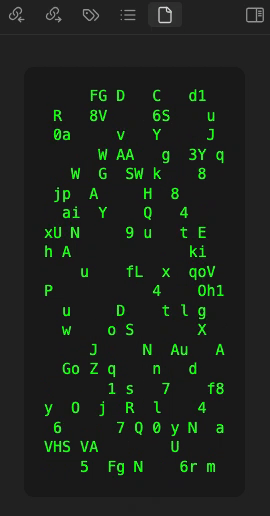 FG D   C   d1
R   8V     6S    u
0a     v   Y     J
W AA   g  3Y q
W  G  SW k    8
jp  A     H  8
ai  Y    Q   4
xU N     9 u   t E
h A             ki
u    fL  x  qoV
P           4    Oh1
u     D    t l g
w    o S       X
J     N  Au   A
Go Z q    n   d
1 s   7    f8
y  O  j  R  l    4
6      7 Q 0 y N  a
VHS VA        U
5  Fg N    6r m